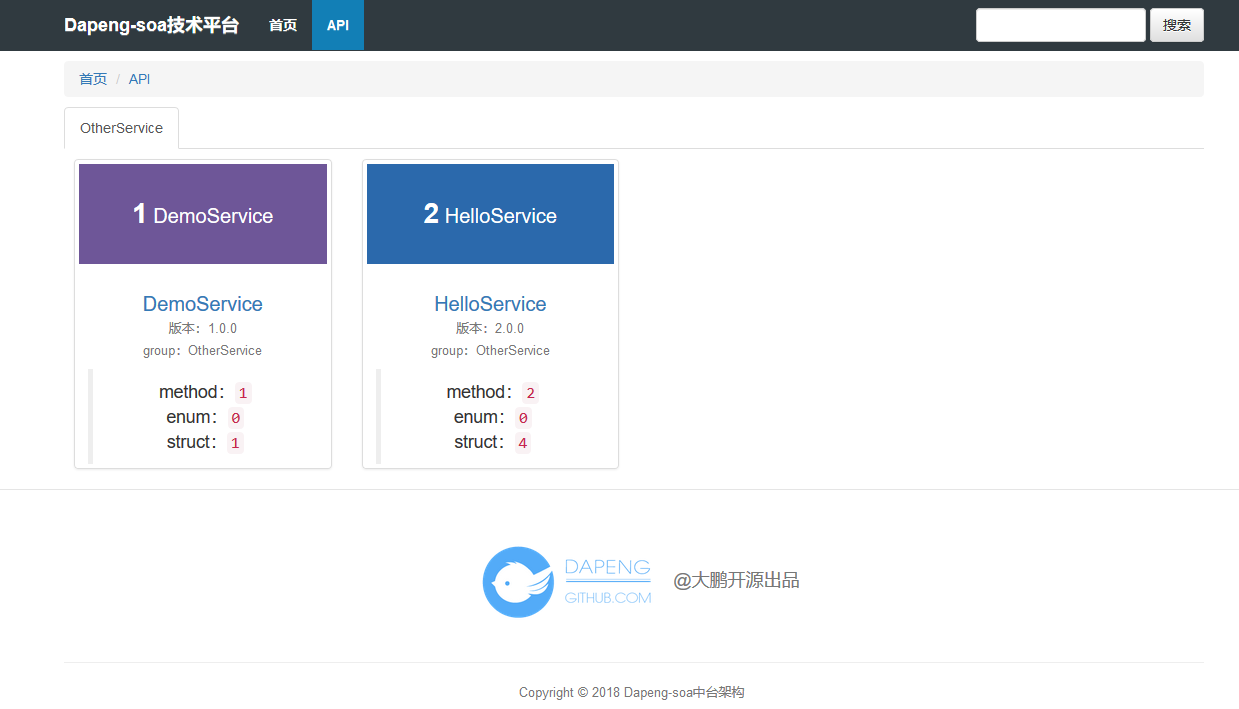 Dapeng-soa技术平台 首页 API 搜索
首页 / API
OtherService
1 DemoService
DemoService
版本：1.0.0
group：OtherService
method：1
enum：0
struct：1
2 HelloService
HelloService
版本：2.0.0
group：OtherService
method：2
enum：0
struct：4
DAPENG
GITHUB.COM
@大鹏开源出品
Copyright © 2018 Dapeng-soa中台架构